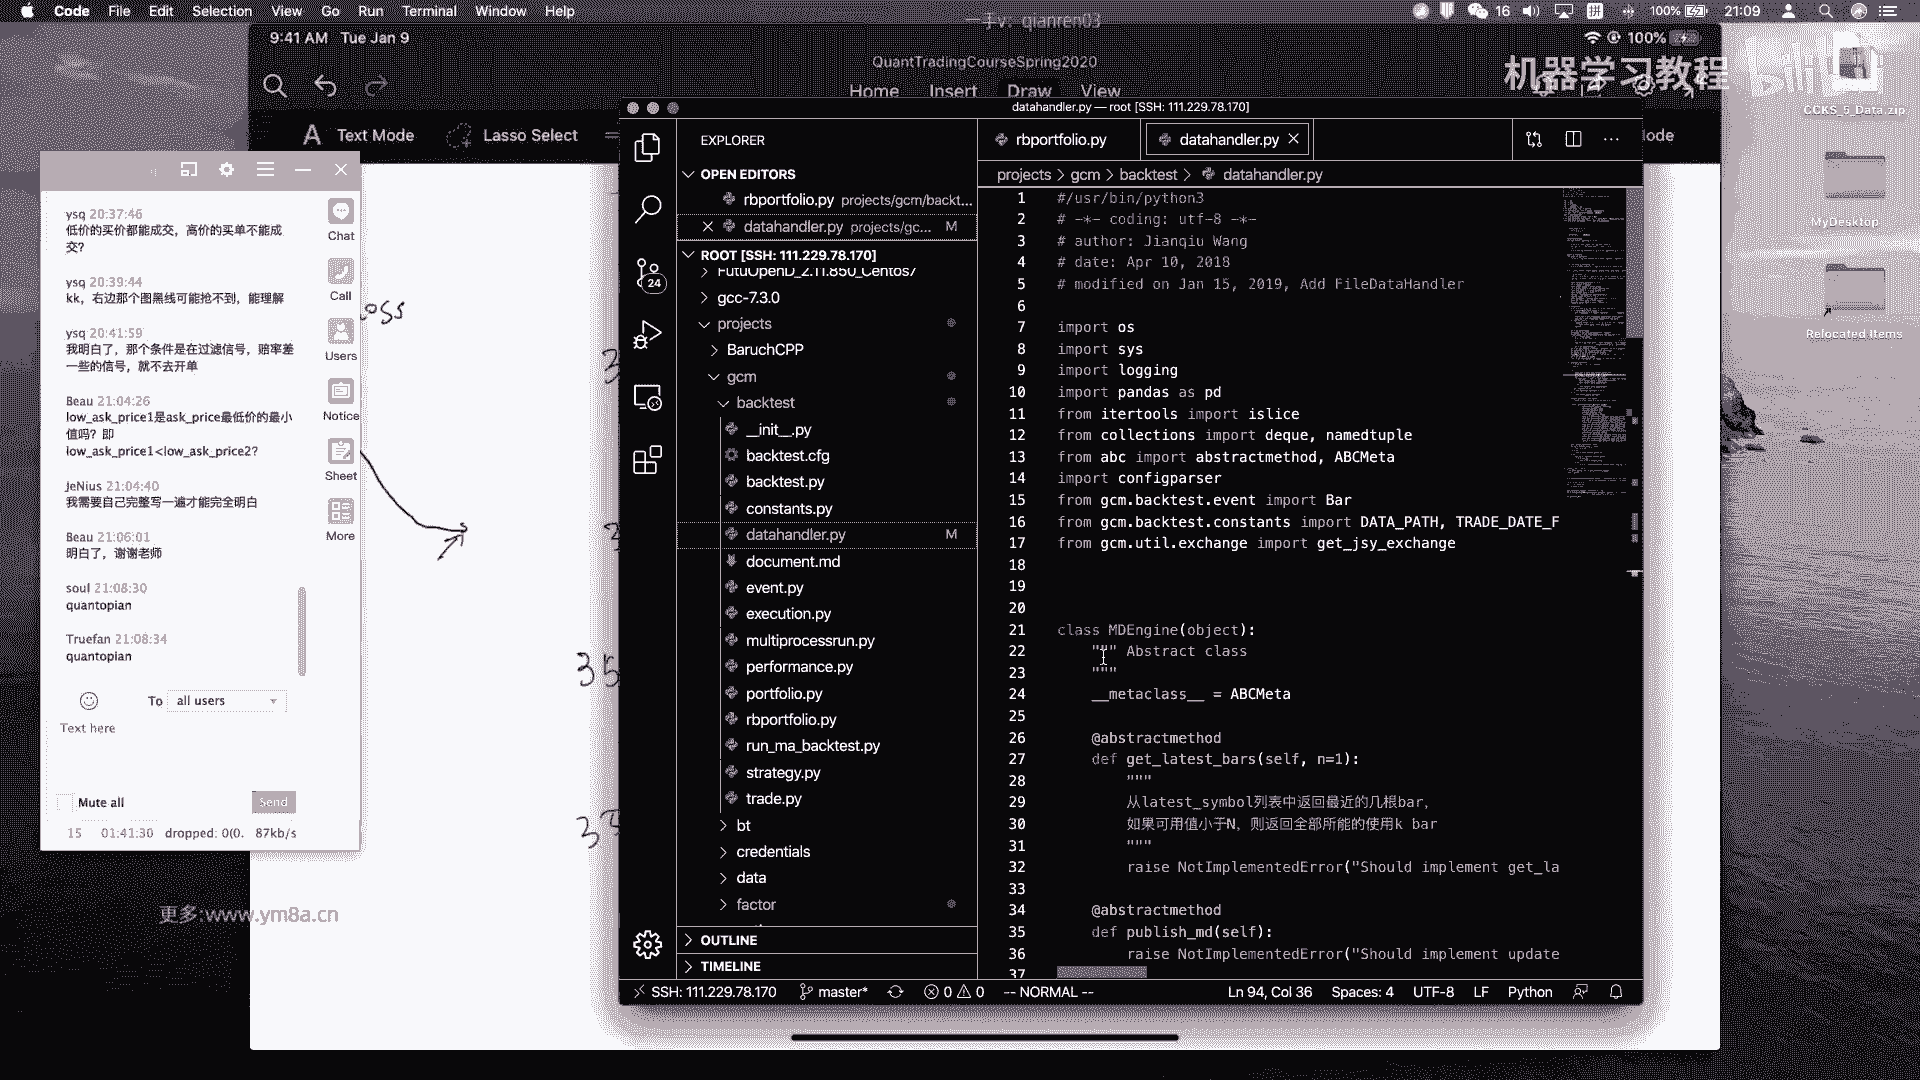 Code File Edit Selection View Go Run Terminal Window Help
16 100% 21:09
一手v: qianren03
9:41 AM Tue Jan 9
100%
QuantTradingCourseSpring2020
Home Insert Draw View
机器学习教程
bili
Text Mode
Lasso Select
ode
CCKS_5_Data.zip
MyDesktop
Relocated Items
ysq 20:37:46
低价的买价都能成交，高价的买单不能成
交？
ysq 20:39:44
kk，右边那个图黑线可能抢不到，能理解
ysq 20:41:59
我明白了，那个条件是在过滤信号，赔率差
一些的信号，就不去开单
Beau 21:04:26
low_ask_price1是ask_price最低价的最小
值吗？即
low_ask_price1<low_ask_price2?
jeNius 21:04:40
我需要自己完整写一遍才能完全明白
Beau 21:06:01
明白了，谢谢老师
soul 21:08:30
quantopian
Truefan 21:08:34
quantopian
Chat
Call
Users
Notice
Sheet
More
To all users
Text here
Mute all
Send
15 01:41:30 dropped: 0(0. 87kb/s
oss
3
3
35
33
更多:www.ym8a.cn
datahandler.py — root [SSH: 111.229.78.170]
EXPLORER
OPEN EDITORS
rbportfolio.py projects/gcm/backt...
datahandler.py projects/gc... M
ROOT [SSH: 111.229.78.170]
FutuOpenD_2.11.850_Centos7
gcc-7.3.0
projects
BaruchCPP
gcm
backtest
__init__.py
backtest.cfg
backtest.py
constants.py
datahandler.py M
document.md
event.py
execution.py
multiprocessrun.py
performance.py
portfolio.py
rbportfolio.py
run_ma_backtest.py
strategy.py
trade.py
bt
credentials
data
factor
OUTLINE
TIMELINE
24
rbportfolio.py
datahandler.py
projects > gcm > backtest > datahandler.py
1 #/usr/bin/python3
2 # -*- coding: utf-8 -*-
3 # author: Jianqiu Wang
4 # date: Apr 10, 2018
5 # modified on Jan 15, 2019, Add FileDataHandler
6
7 import os
8 import sys
9 import logging
10 import pandas as pd
11 from itertools import islice
12 from collections import deque, namedtuple
13 from abc import abstractmethod, ABCMeta
14 import configparser
15 from gcm.backtest.event import Bar
16 from gcm.backtest.constants import DATA_PATH, TRADE_DATE_F
17 from gcm.util.exchange import get_jsy_exchange
18
19
20
21 class MDEngine(object):
22 """ Abstract class
23 """
24 __metaclass__ = ABCMeta
25
26 @abstractmethod
27 def get_latest_bars(self, n=1):
28 """
29 从latest_symbol列表中返回最近的几根bar，
30 如果可用值小于N，则返回全部所能的使用k bar
31 """
32 raise NotImplementedError("Should implement get_la
33
34 @abstractmethod
35 def publish_md(self):
36 raise NotImplementedError("Should implement update
37
SSH: 111.229.78.170 master* 0 0 -- NORMAL -- Ln 94, Col 36 Spaces: 4 UTF-8 LF Python